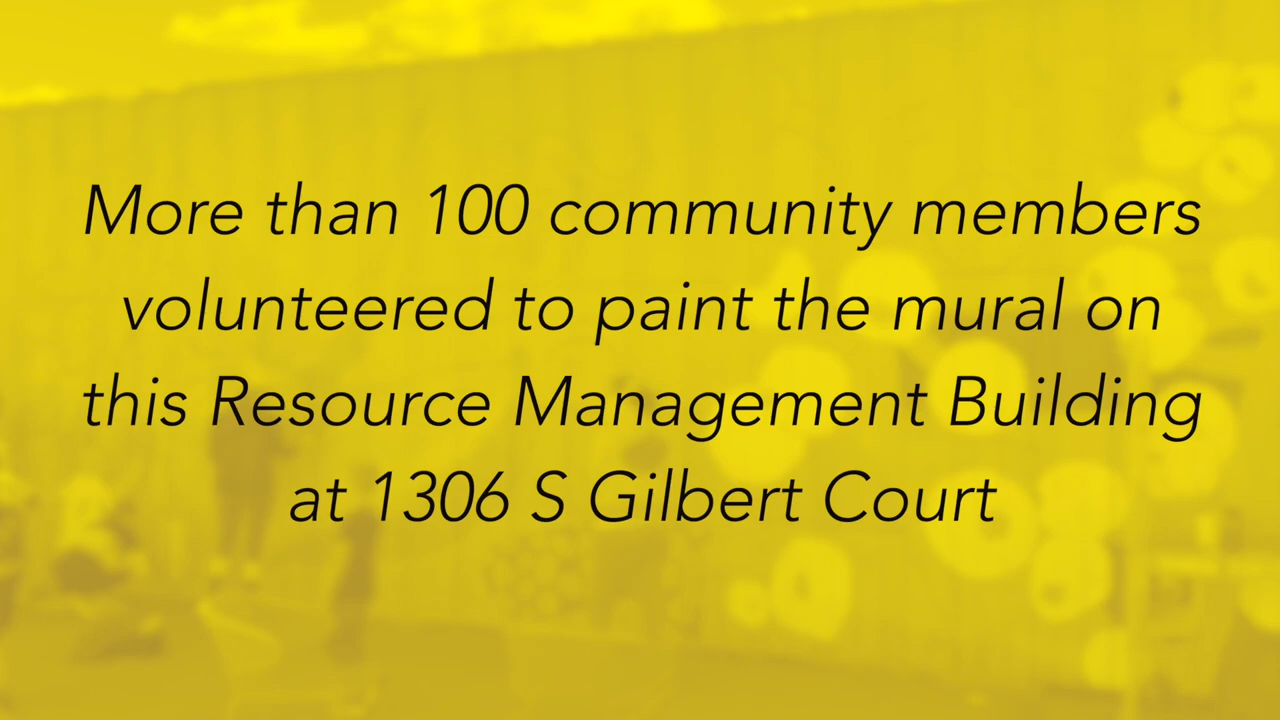 More than 100 community members
volunteered to paint the mural on
this Resource Management Building
at 1306 S Gilbert Court